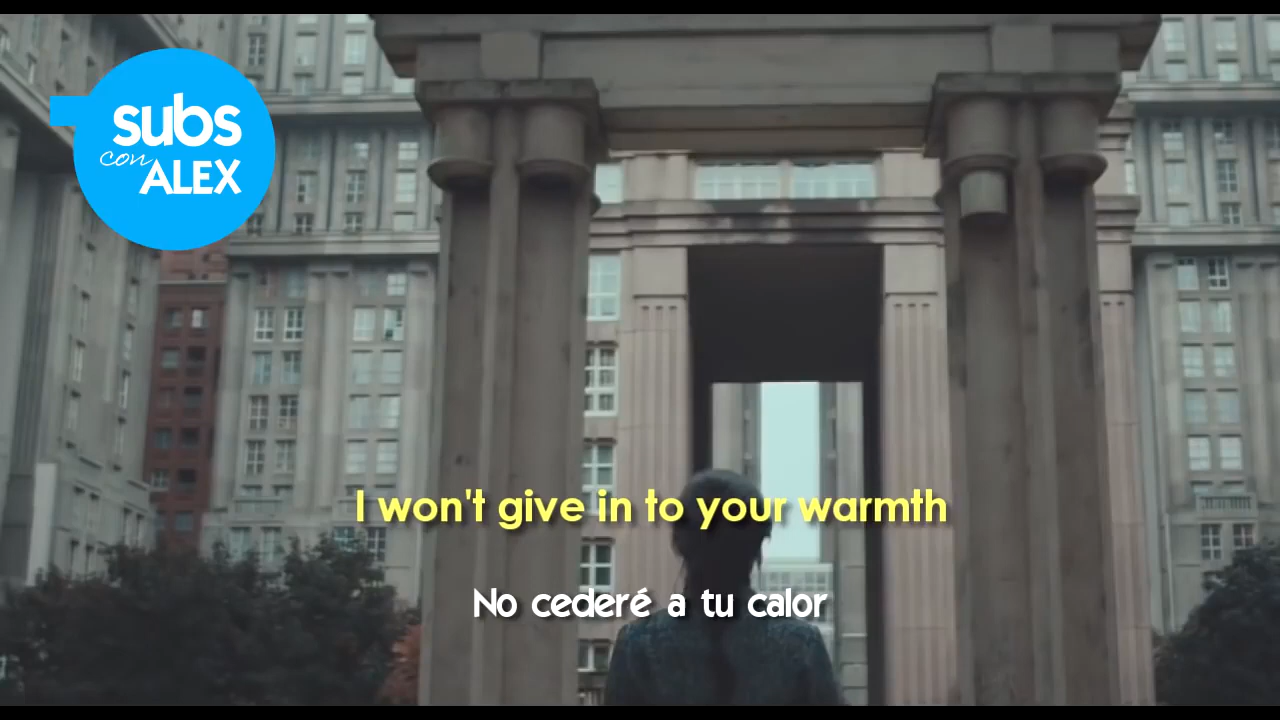 subs
con
ALEX
I won't give in to your warmth
No cederé a tu calor